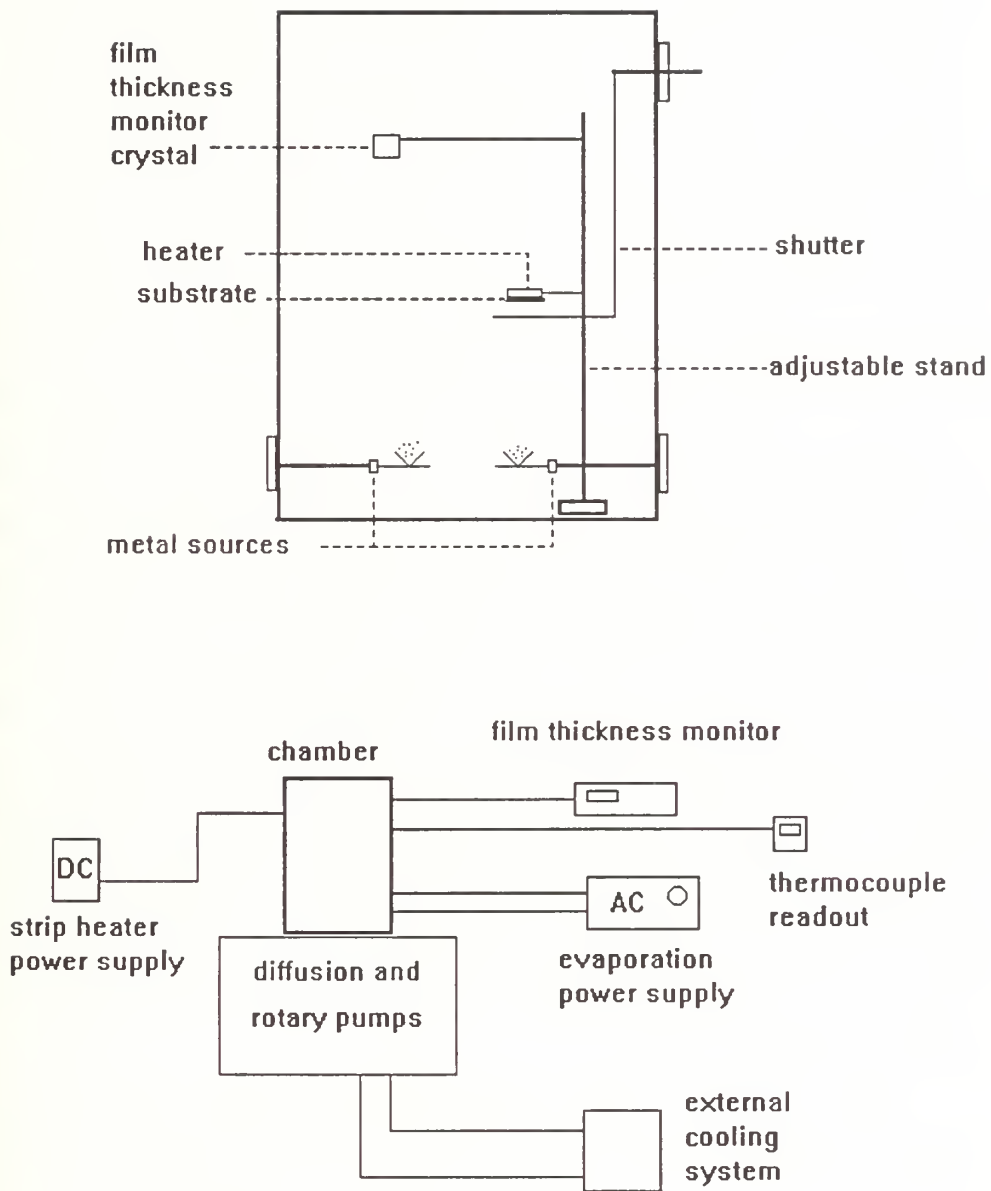 film
thickness
monitor
crystal
heater
substrate
shutter
adjustable stand
metal sources
film thickness monitor
chamber
DC
strip heater
power supply
AC
thermocouple
readout
evaporation
power supply
diffusion and
rotary pumps
external
cooling
system